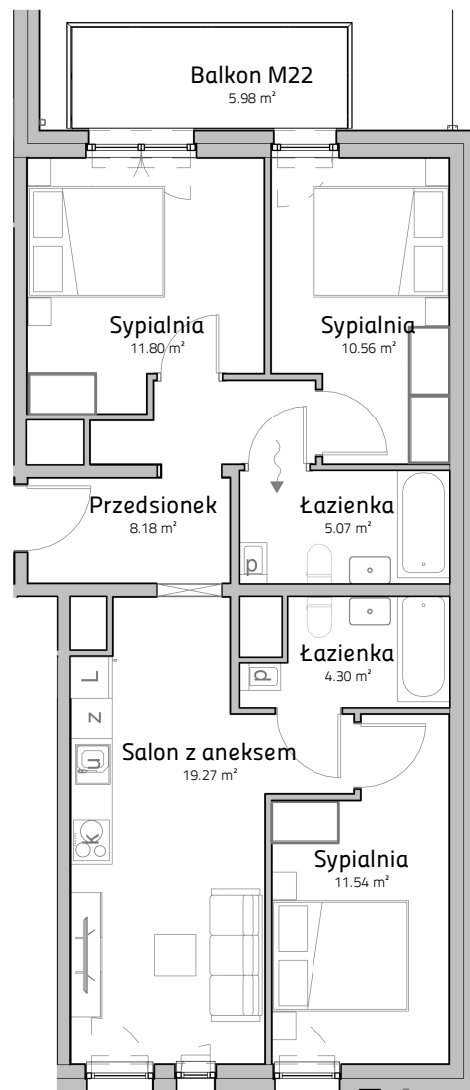 Balkon M22
5.98 m²
Sypialnia
11.80 m²
Sypialnia
10.56 m²
Przedsionek
8.18 m²
Łazienka
5.07 m²
p
Łazienka
4.30 m²
p
L
z
u
k
Salon z aneksem
19.27 m²
Sypialnia
11.54 m²